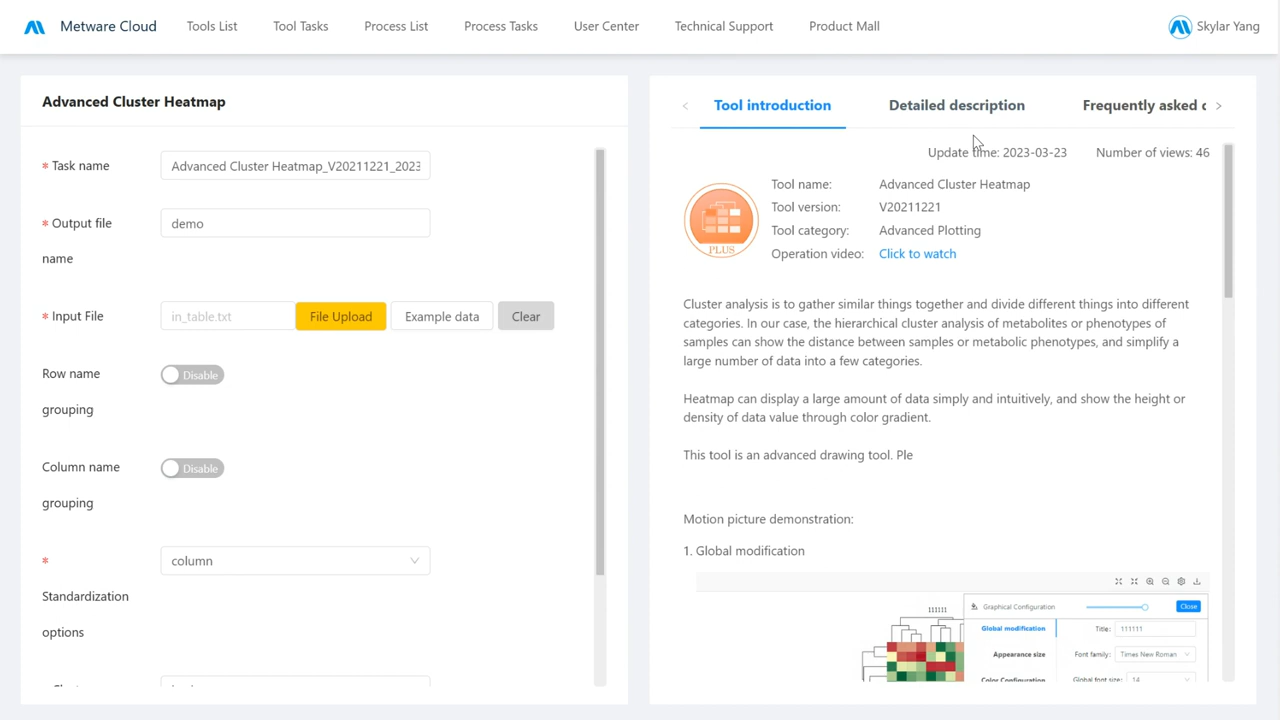 Metware Cloud
Tools List
Tool Tasks
Process List
Process Tasks
User Center
Technical Support
Product Mall
Skylar Yang
Advanced Cluster Heatmap
* Task name
Advanced Cluster Heatmap_V20211221_2023
* Output file
name
demo
* Input File
in_table.txt
File Upload
Example data
Clear
Row name
grouping
Disable
Column name
grouping
Disable
*
Standardization
options
column
< Tool introduction
Detailed description
Frequently asked >
Update time: 2023-03-23
Number of views: 46
PLUS
Tool name: Advanced Cluster Heatmap
Tool version: V20211221
Tool category: Advanced Plotting
Operation video: Click to watch
Cluster analysis is to gather similar things together and divide different things into different
categories. In our case, the hierarchical cluster analysis of metabolites or phenotypes of
samples can show the distance between samples or metabolic phenotypes, and simplify a
large number of data into a few categories.
Heatmap can display a large amount of data simply and intuitively, and show the height or
density of data value through color gradient.
This tool is an advanced drawing tool. Ple
Motion picture demonstration:
1. Global modification
111111
Graphical Configuration
Close
Global modification
Title: 111111
Appearance size
Font family: Times New Roman
Color Configuration
Global font size: 14